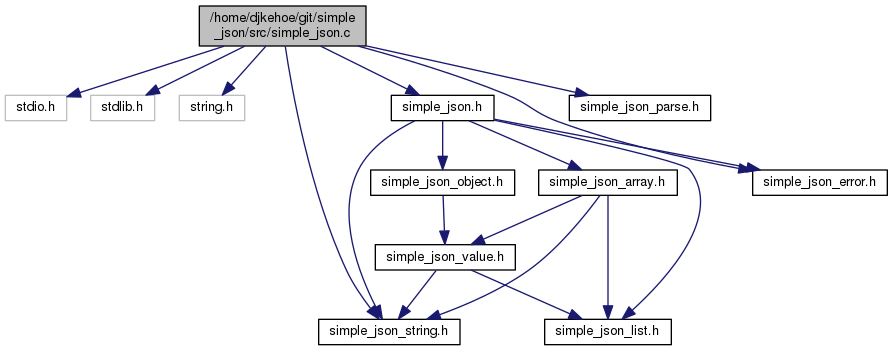 /home/djkehoe/git/simple
_json/src/simple_json.c
stdio.h
stdlib.h
string.h
simple_json.h
simple_json_parse.h
simple_json_object.h
simple_json_array.h
simple_json_error.h
simple_json_value.h
simple_json_string.h
simple_json_list.h